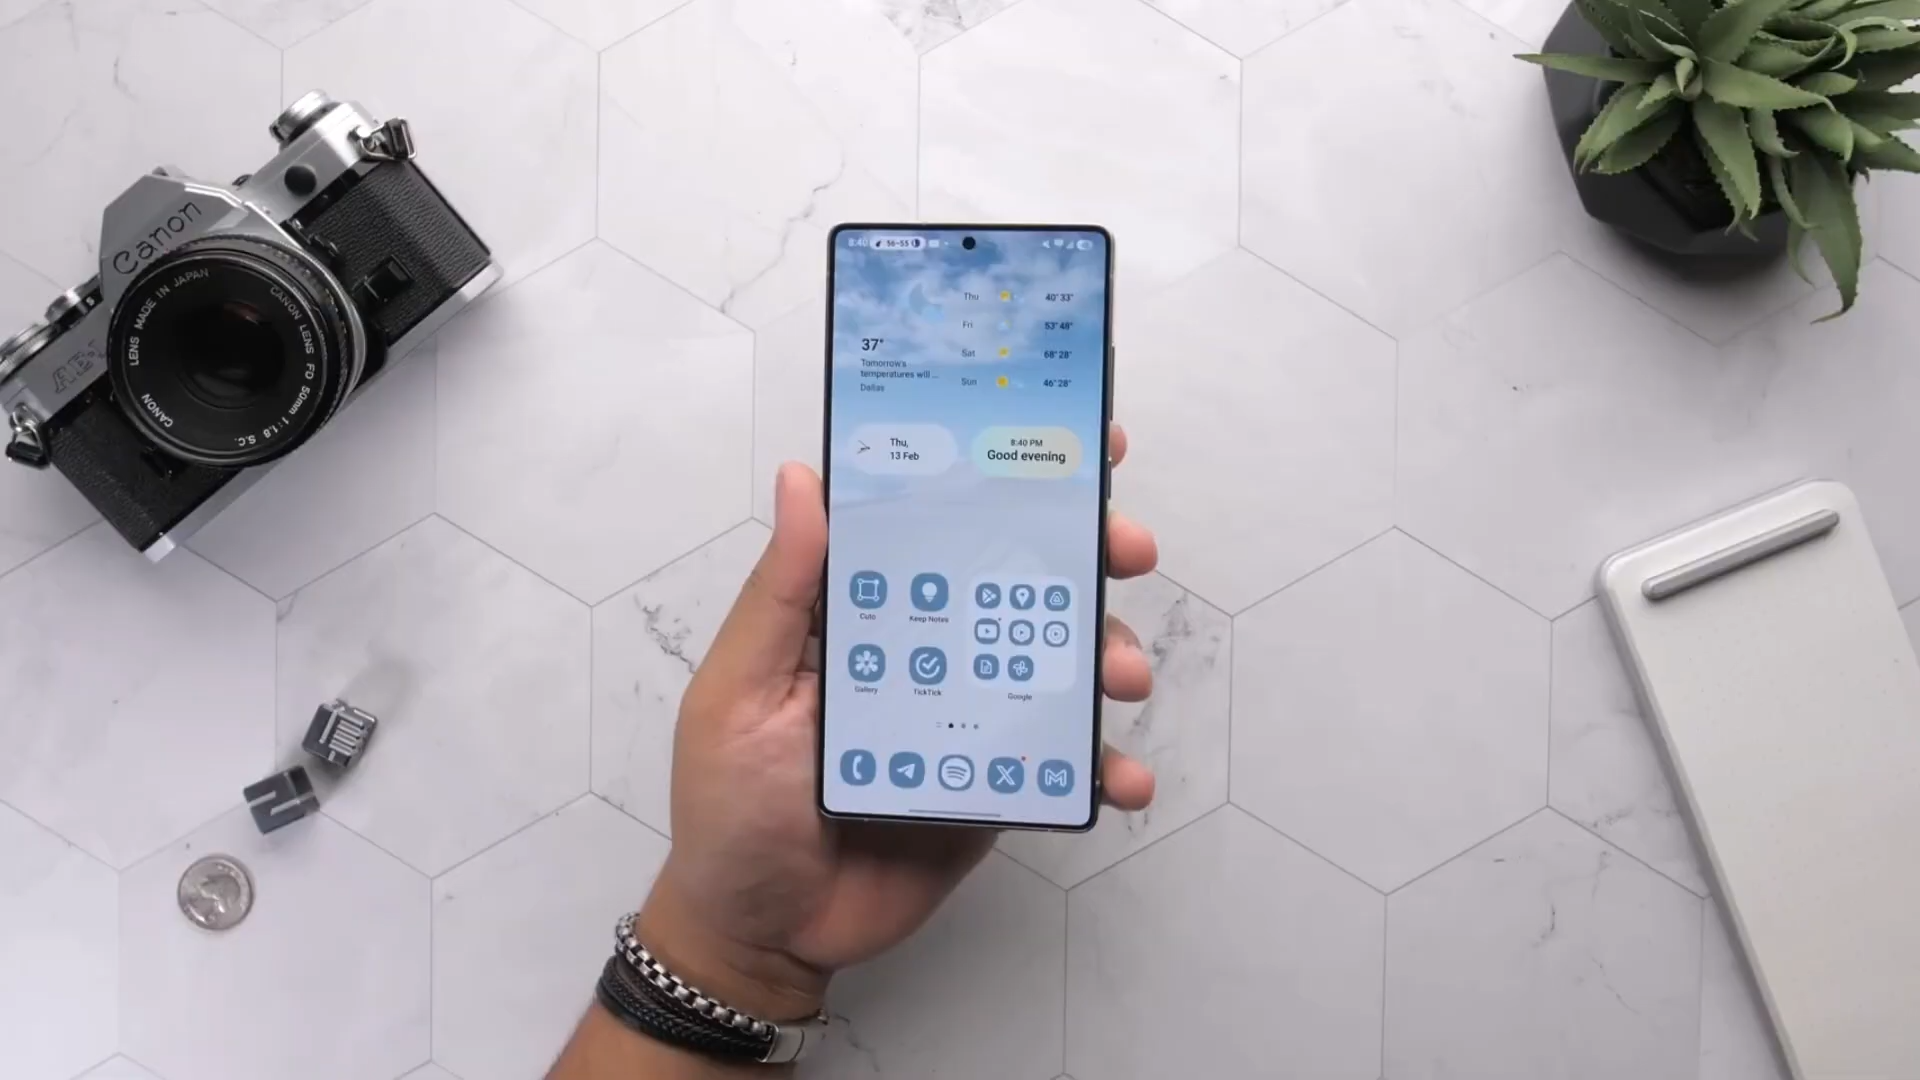 Canon
LENS MADE IN JAPAN
CANON LENS FD 50mm 1:1.8 S.C.
CANON
8:40
56-55
Thu 40° 33°
Fri 53° 48°
Sat 68° 28°
Sun 46° 28°
37°
Tomorrow's
temperatures will ...
Dallas
Thu,
13 Feb
8:40 PM
Good evening
Keep Notes
Gallery
TickTick
Google